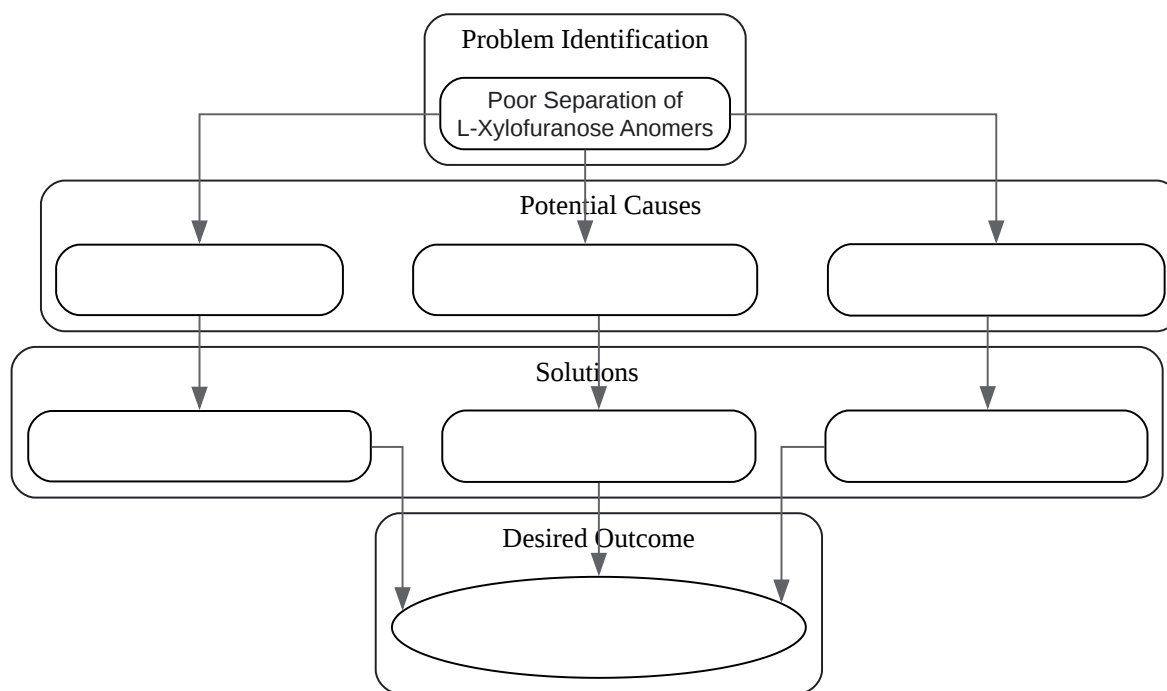 Problem Identification
Poor Separation of
L-Xylofuranose Anomers
Potential Causes
Solutions
Desired Outcome